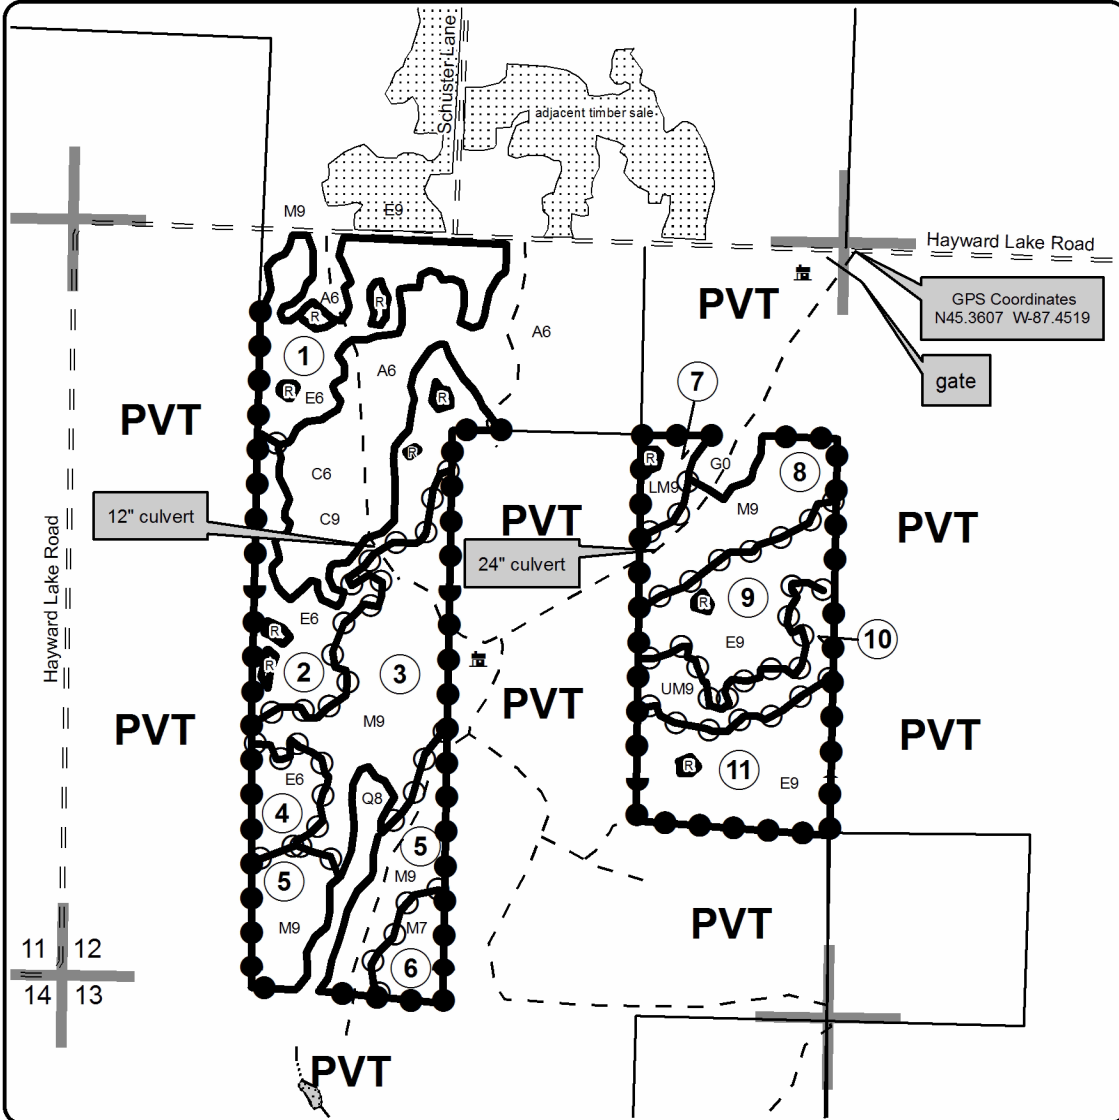 Schuster Lane
adjacent timber sale
M9
E9
Hayward Lake Road
GPS Coordinates
N45.3607 W-87.4519
gate
PVT
A6
R
R
A6
A6
1
R
E6
7
R
PVT
R
C6
R
LM9
G0
8
M9
12" culvert
C9
PVT
24" culvert
PVT
Hayward Lake Road
E6
R
9
R
E9
10
R
2
3
UM9
PVT
PVT
M9
PVT
E6
Q8
R
11
E9
4
5
M9
5
M9
M7
6
PVT
11 12
14 13
PVT